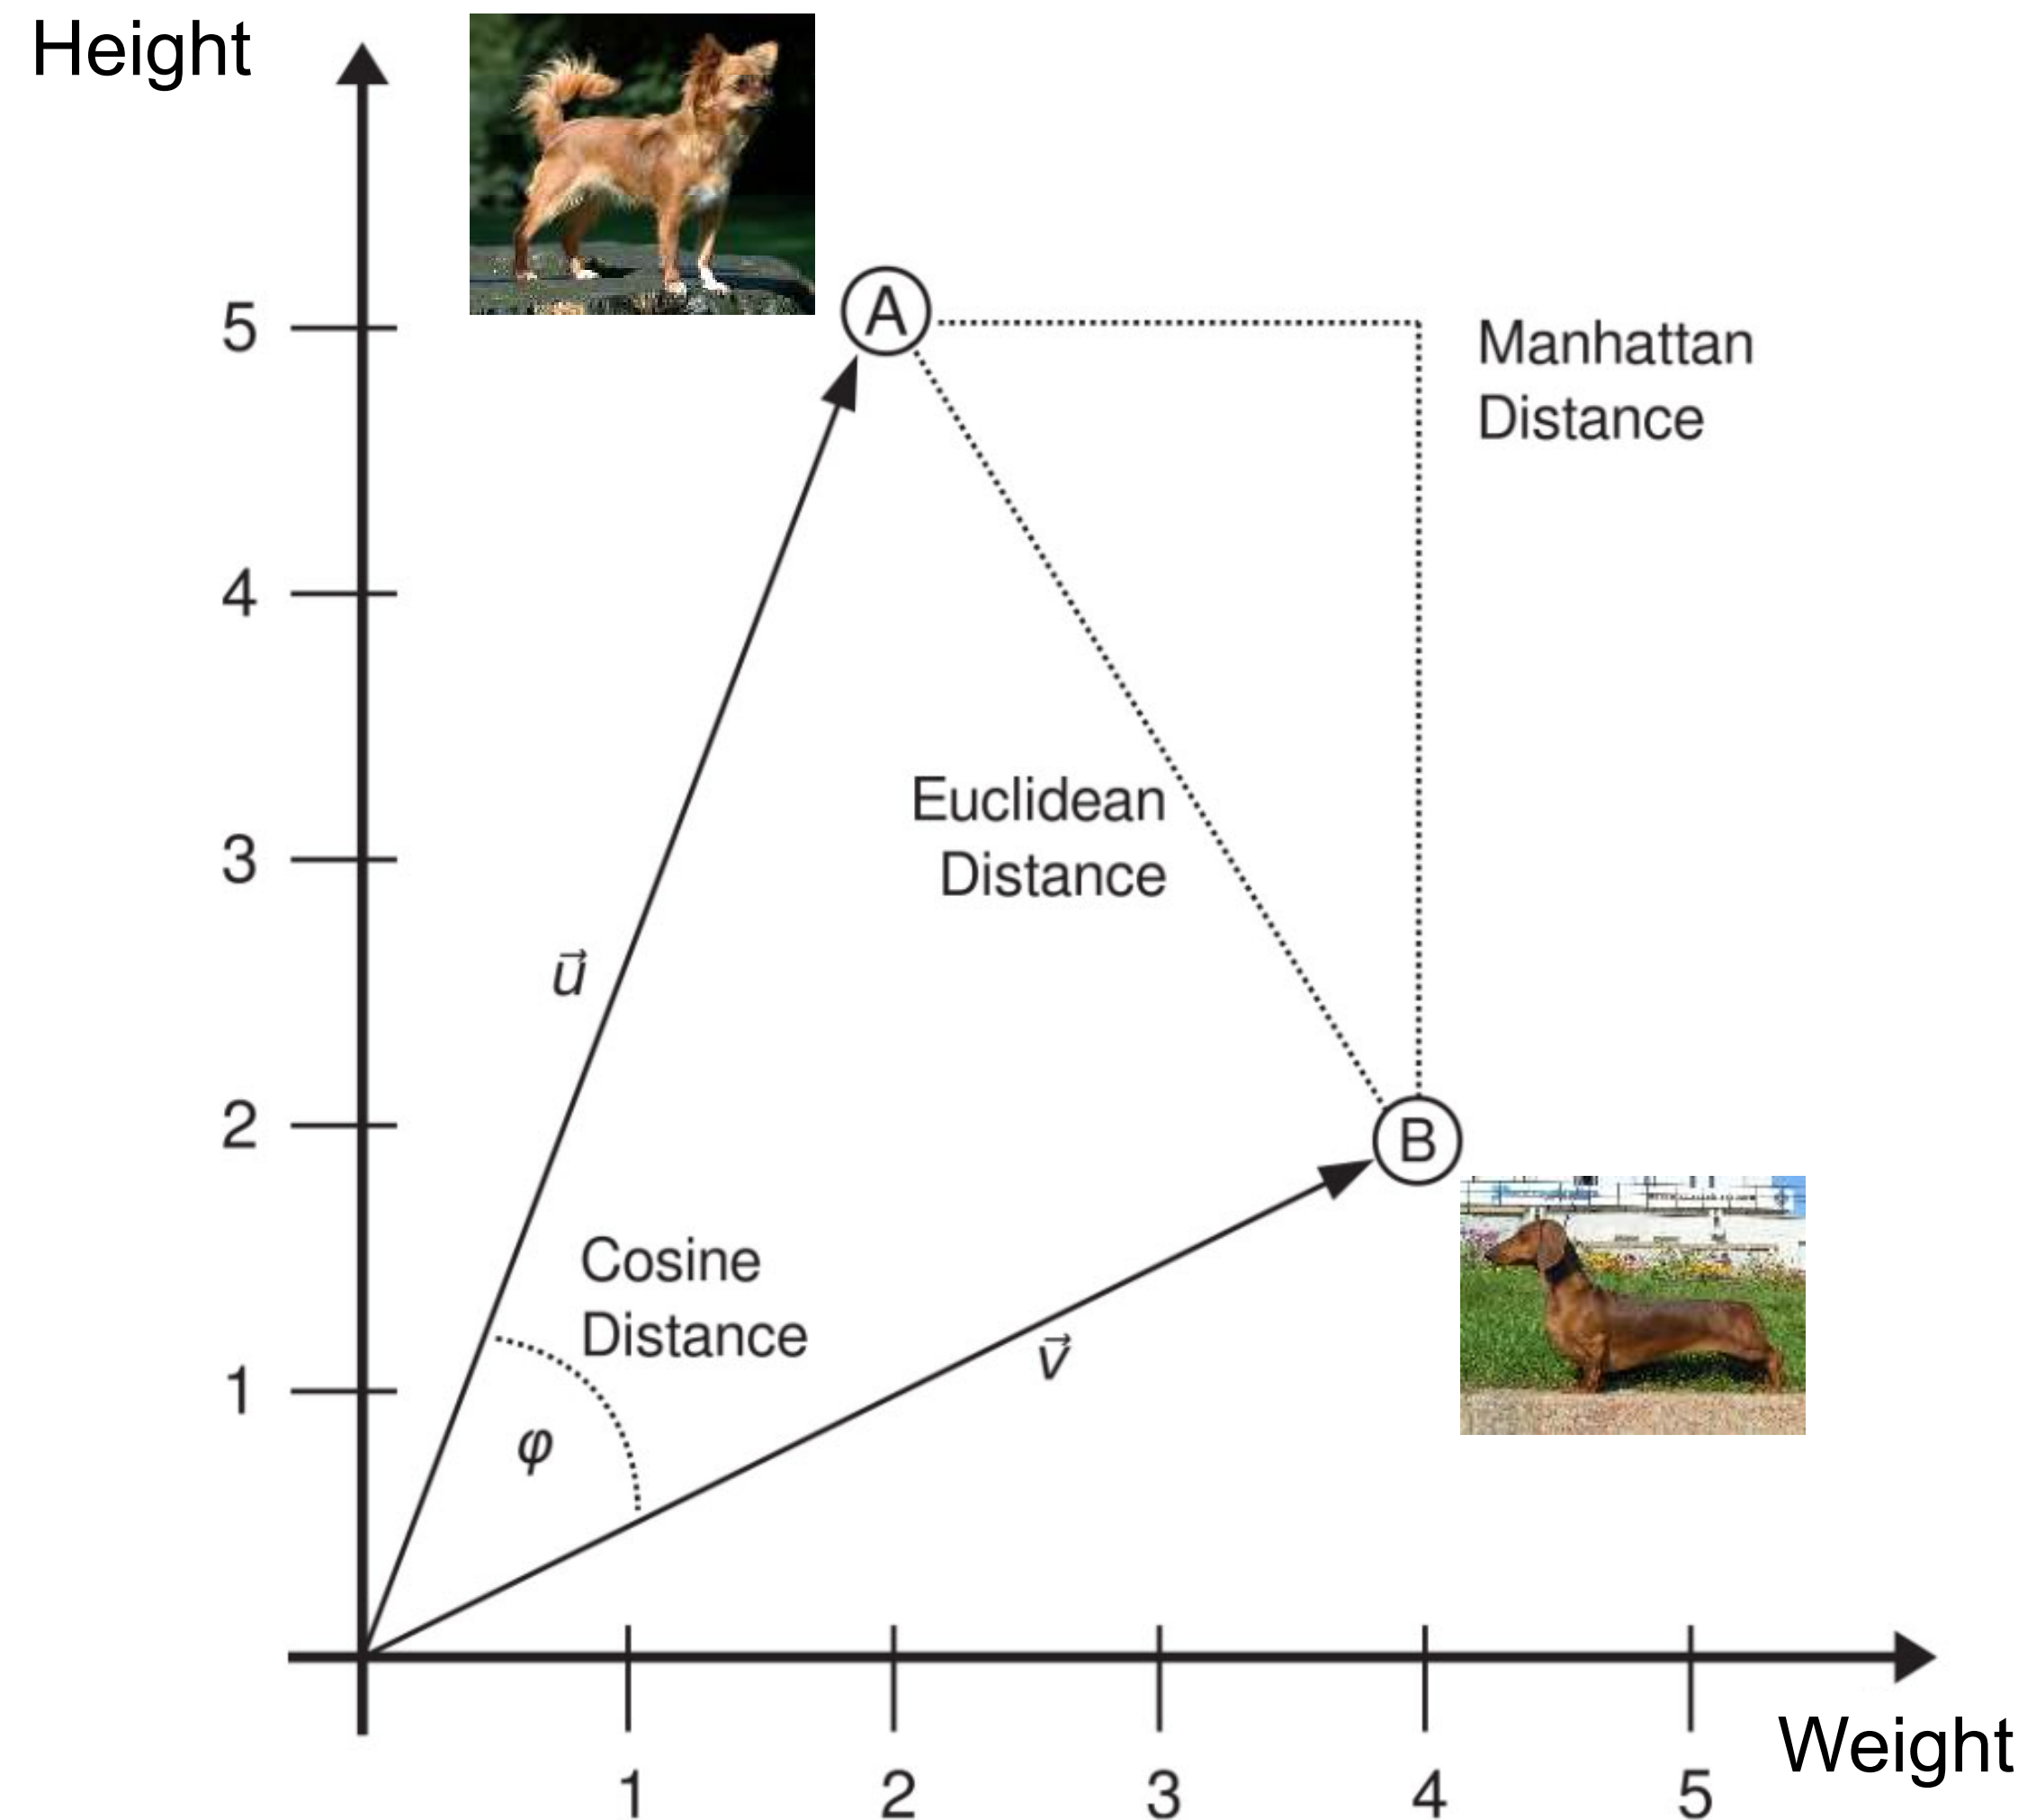 Height
A
5
Manhattan
Distance
4
Euclidean
Distance
3
u⃗
2
B
Cosine
Distance
v⃗
1
φ
Weight
1
2
3
4
5